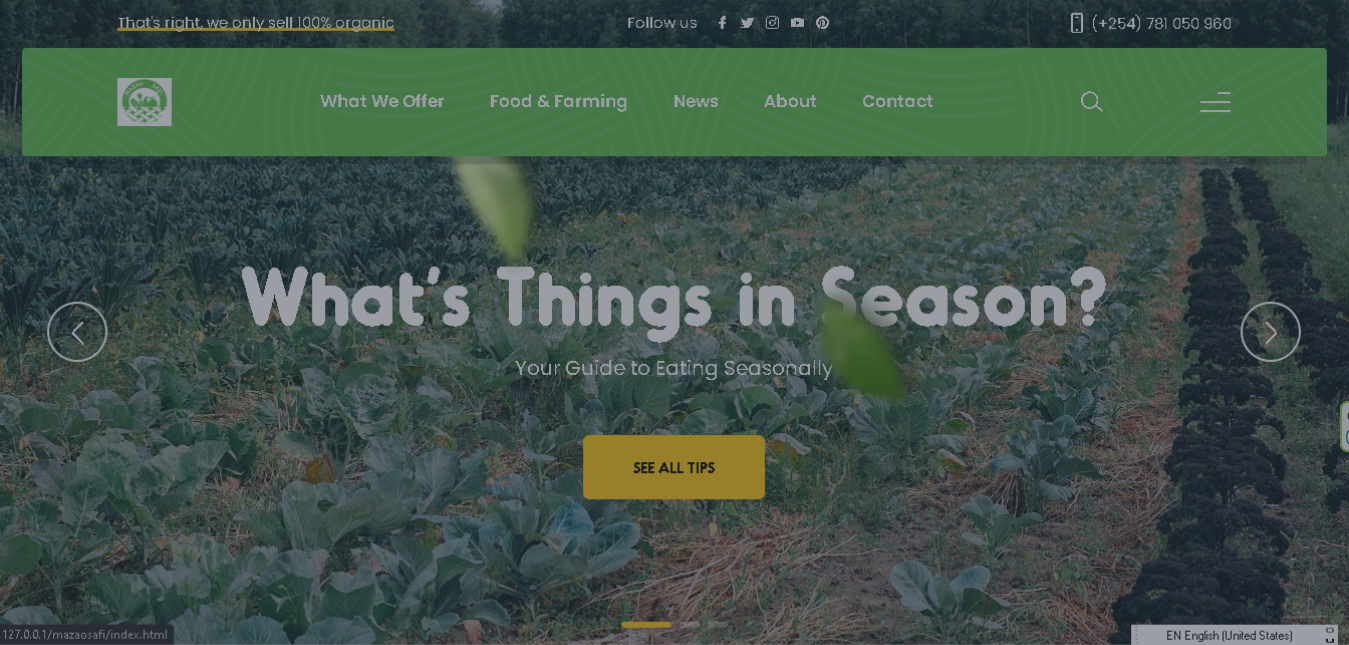 That's right, we only sell 100% organic
Follow us
(+254) 781 050 960
What We Offer
Food & Farming
News
About
Contact
What's Things in Season?
Your Guide to Eating Seasonally
SEE ALL TIPS
127.0.0.1/mazaosafi/index.html
EN English (United States)